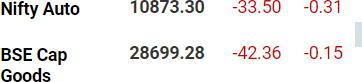 Nifty Auto 10873.30 -33.50 -0.31
BSE Cap 28699.28 -42.36 -0.15
Goods